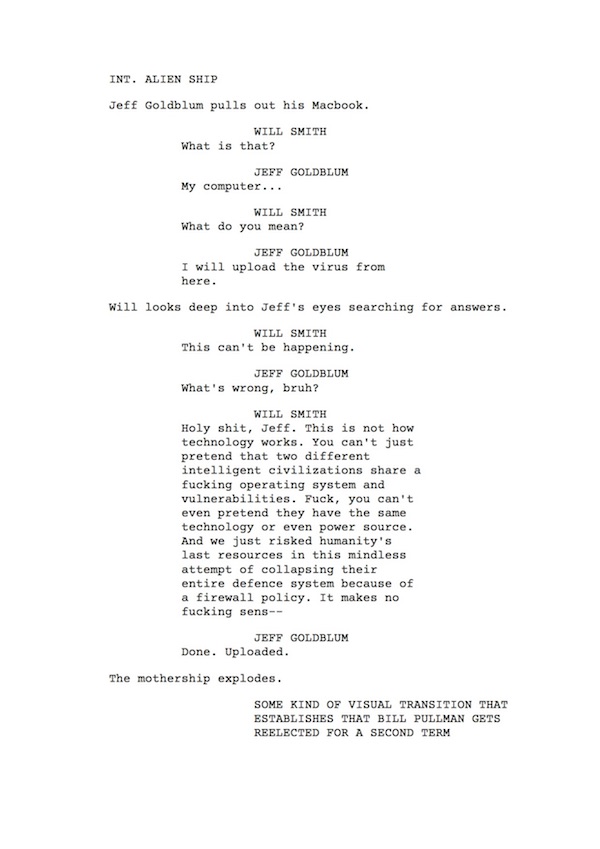 INT. ALIEN SHIP
Jeff Goldblum pulls out his Macbook.
WILL SMITH
What is that?
JEFF GOLDBLUM
My computer...
WILL SMITH
What do you mean?
JEFF GOLDBLUM
I will upload the virus from
here.
Will looks deep into Jeff's eyes searching for answers.
WILL SMITH
This can't be happening.
JEFF GOLDBLUM
What's wrong, bruh?
WILL SMITH
Holy shit, Jeff. This is not how
technology works. You can't just
pretend that two different
intelligent civilizations share a
fucking operating system and
vulnerabilities. Fuck, you can't
even pretend they have the same
technology or even power source.
And we just risked humanity's
last resources in this mindless
attempt of collapsing their
entire defence system because of
a firewall policy. It makes no
fucking sens--
JEFF GOLDBLUM
Done. Uploaded.
The mothership explodes.
SOME KIND OF VISUAL TRANSITION THAT
ESTABLISHES THAT BILL PULLMAN GETS
REELECTED FOR A SECOND TERM